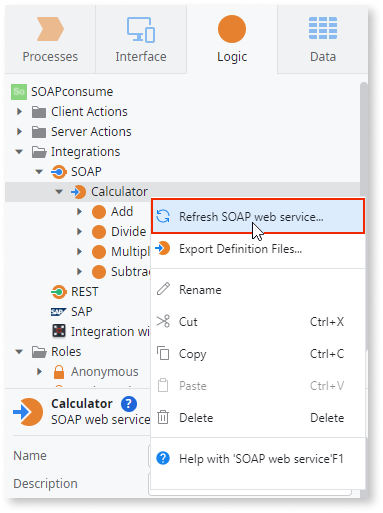 Processes
Interface
Logic
Data
So SOAPconsume
Client Actions
Server Actions
Integrations
SOAP
Calculator
Add
Divide
Multipl
Subtra
REST
SAP
Integration wi
Roles
Anonymous
Refresh SOAP web service...
Export Definition Files...
Rename
Cut Ctrl+X
Copy Ctrl+C
Paste Ctrl+V
Delete Delete
Help with 'SOAP web service'F1
Calculator ?
SOAP web service
Name
Description